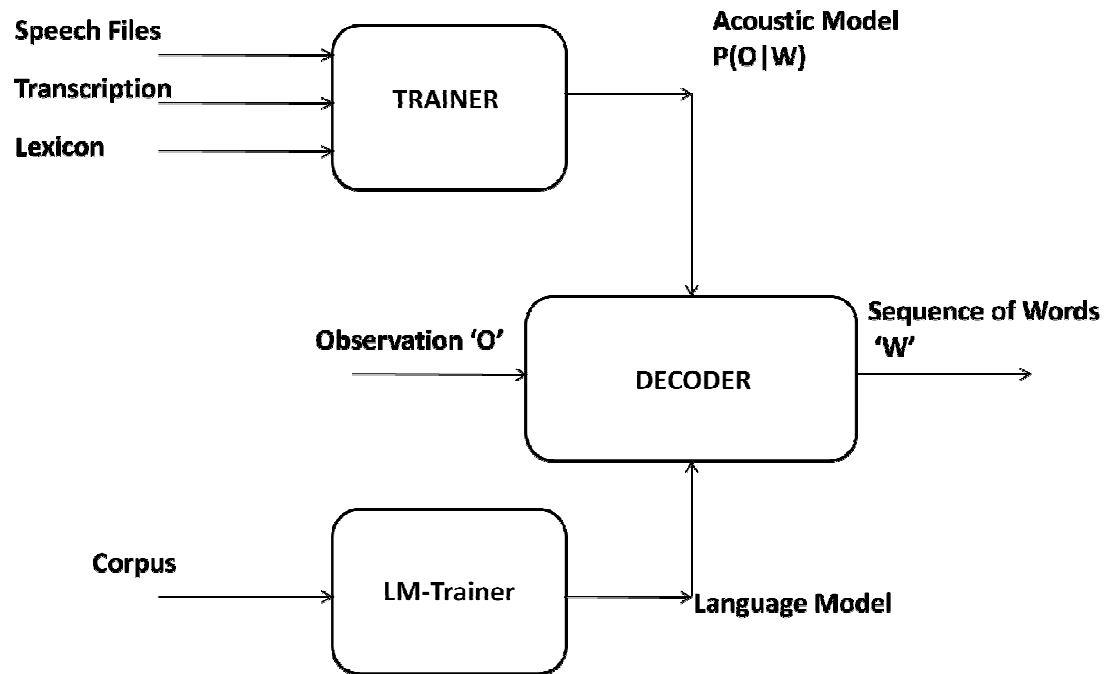 Speech Files
Transcription
Lexicon
TRAINER
Acoustic Model
P(O|W)
Observation ‘O’
DECODER
Sequence of Words
‘W’
Corpus
LM-Trainer
Language Model